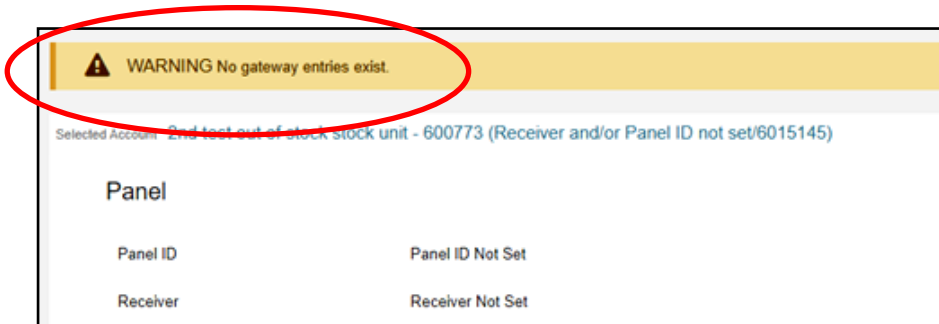 WARNING No gateway entries exist.
Selected Account 2nd test out of stock stock unit - 600773 (Receiver and/or Panel ID not set/6015145)
Panel
Panel ID Panel ID Not Set
Receiver Receiver Not Set